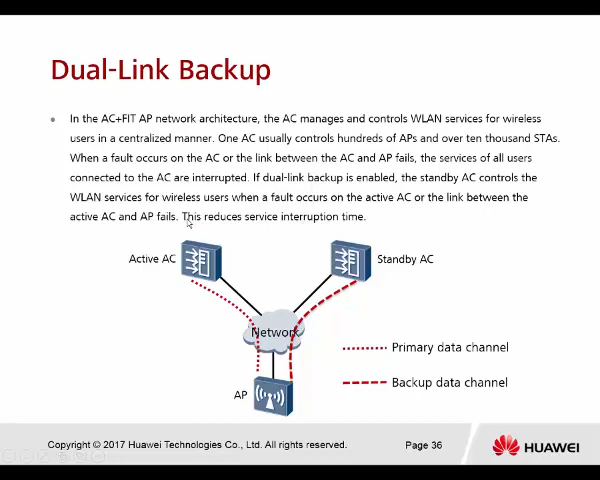 Dual-Link Backup
• In the AC+FIT AP network architecture, the AC manages and controls WLAN services for wireless
users in a centralized manner. One AC usually controls hundreds of APs and over ten thousand STAs.
When a fault occurs on the AC or the link between the AC and AP fails, the services of all users
connected to the AC are interrupted. If dual-link backup is enabled, the standby AC controls the
WLAN services for wireless users when a fault occurs on the active AC or the link between the
active AC and AP fails. This reduces service interruption time.
Active AC
Standby AC
Network
Primary data channel
Backup data channel
AP
Copyright © 2017 Huawei Technologies Co., Ltd. All rights reserved.
Page 36
HUAWEI